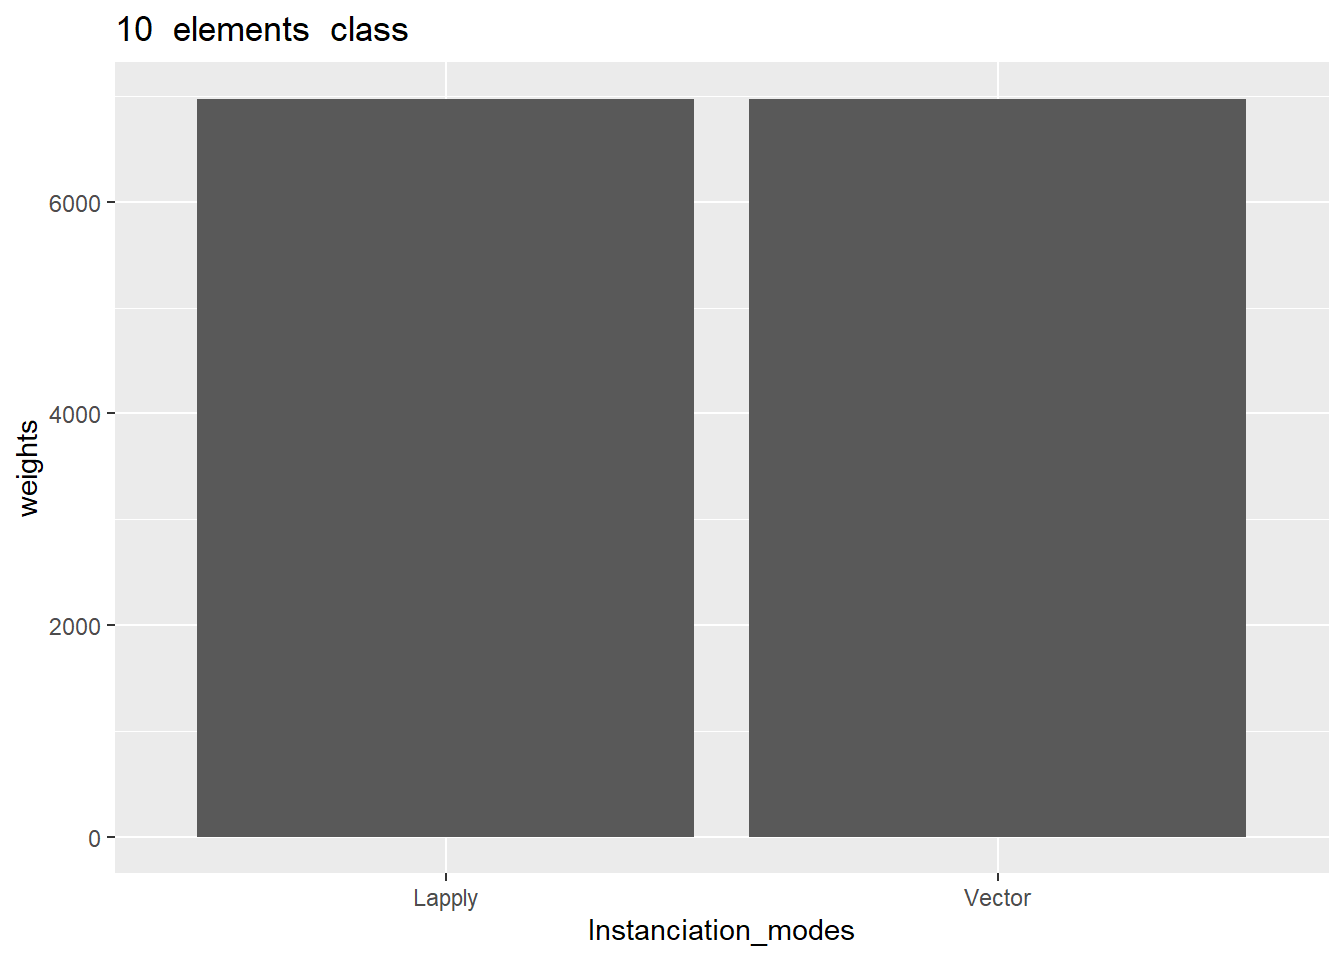 10 elements class
6000
4000
2000
0
weights
Lapply
Vector
Instanciation_modes